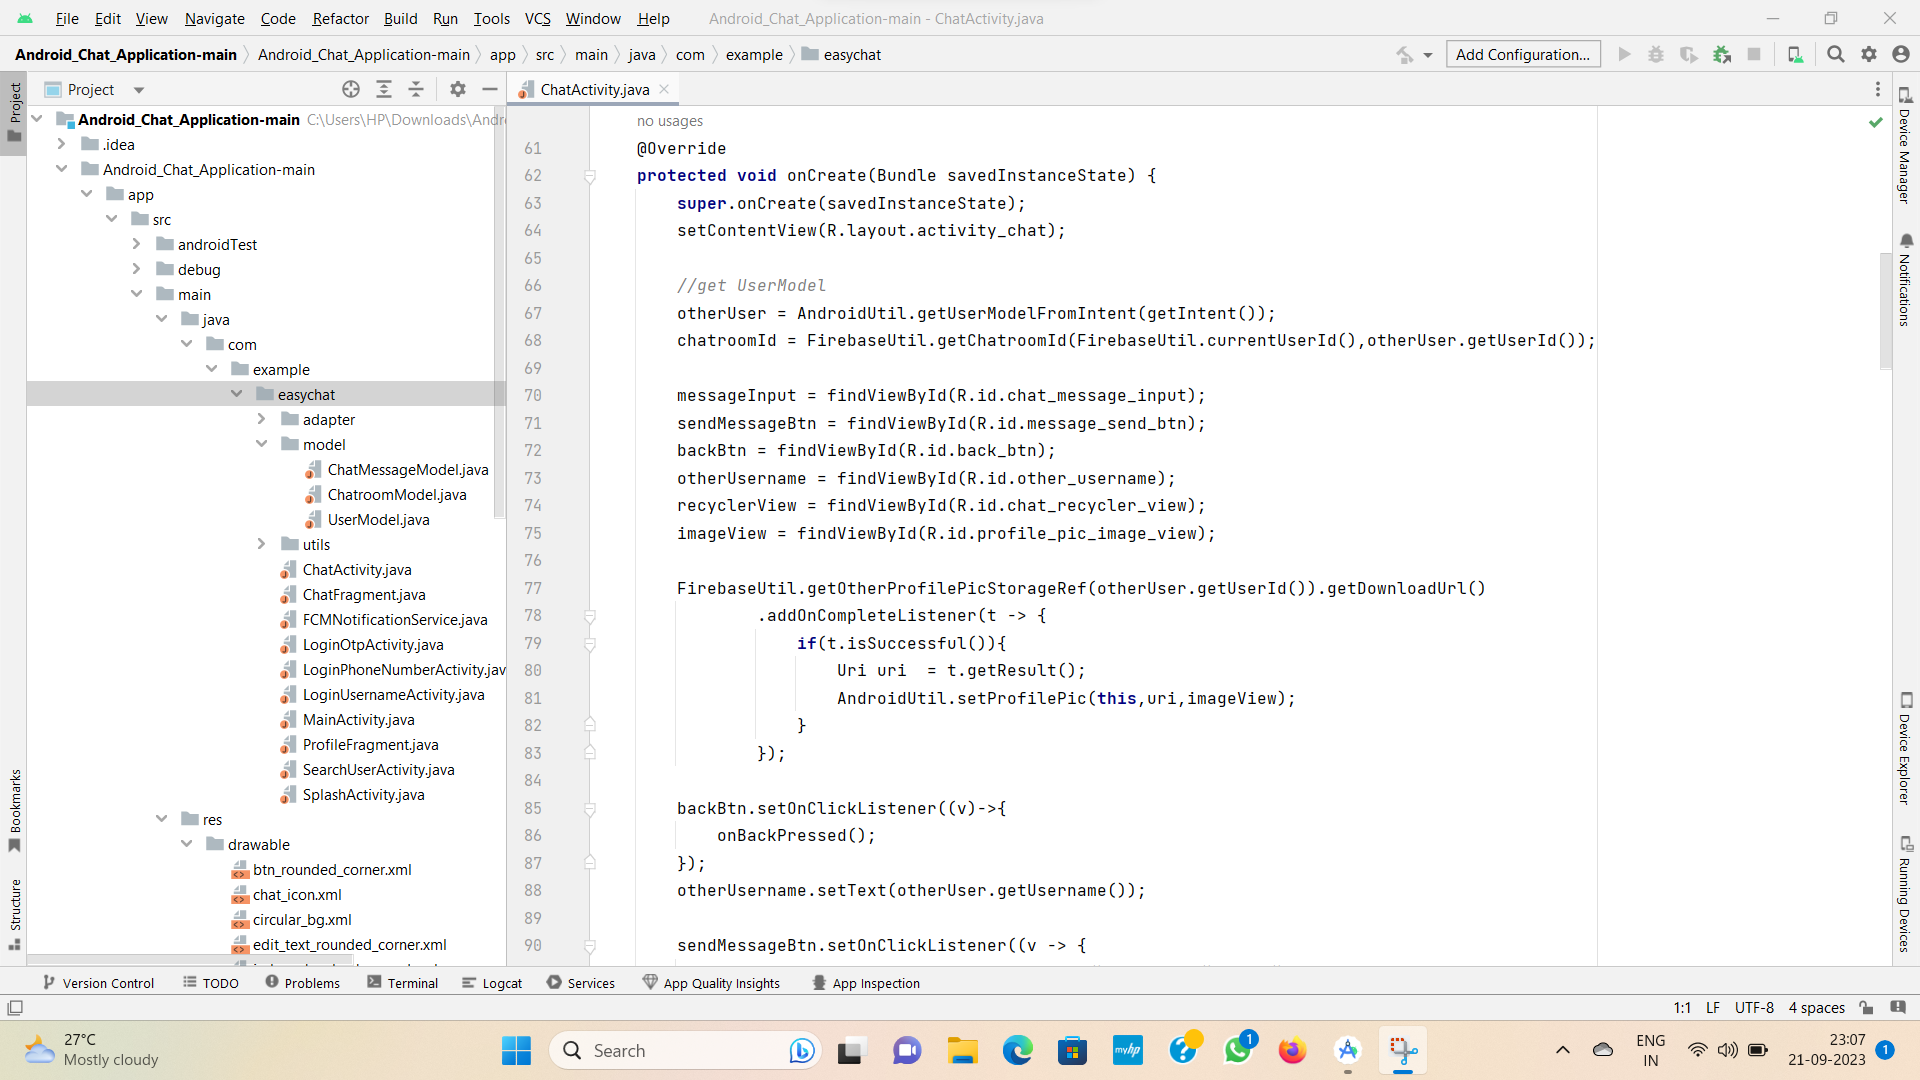 File Edit View Navigate Code Refactor Build Run Tools VCS Window Help Android_Chat_Application-main - ChatActivity.java
Android_Chat_Application-main Android_Chat_Application-main app src main java com example easychat Add Configuration...
Project
ChatActivity.java
Project
Android_Chat_Application-main C:\Users\HP\Downloads\Andr
.idea
Android_Chat_Application-main
app
src
androidTest
debug
main
java
com
example
easychat
adapter
model
ChatMessageModel.java
ChatroomModel.java
UserModel.java
utils
ChatActivity.java
ChatFragment.java
FCMNotificationService.java
LoginOtpActivity.java
LoginPhoneNumberActivity.jav
LoginUsernameActivity.java
MainActivity.java
ProfileFragment.java
SearchUserActivity.java
SplashActivity.java
res
drawable
btn_rounded_corner.xml
chat_icon.xml
circular_bg.xml
edit_text_rounded_corner.xml
Bookmarks
Structure
no usages
61 @Override
62 protected void onCreate(Bundle savedInstanceState) {
63 super.onCreate(savedInstanceState);
64 setContentView(R.layout.activity_chat);
65
66 //get UserModel
67 otherUser = AndroidUtil.getUserModelFromIntent(getIntent());
68 chatroomId = FirebaseUtil.getChatroomId(FirebaseUtil.currentUserId(),otherUser.getUserId());
69
70 messageInput = findViewById(R.id.chat_message_input);
71 sendMessageBtn = findViewById(R.id.message_send_btn);
72 backBtn = findViewById(R.id.back_btn);
73 otherUsername = findViewById(R.id.other_username);
74 recyclerView = findViewById(R.id.chat_recycler_view);
75 imageView = findViewById(R.id.profile_pic_image_view);
76
77 FirebaseUtil.getOtherProfilePicStorageRef(otherUser.getUserId()).getDownloadUrl()
78 .addOnCompleteListener(t -> {
79 if(t.isSuccessful()){
80 Uri uri  = t.getResult();
81 AndroidUtil.setProfilePic(this,uri,imageView);
82 }
83 });
84
85 backBtn.setOnClickListener((v)->{
86 onBackPressed();
87 });
88 otherUsername.setText(otherUser.getUsername());
89
90 sendMessageBtn.setOnClickListener((v -> {
Device Manager
Notifications
Device Explorer
Running Devices
Version Control TODO Problems Terminal Logcat Services App Quality Insights App Inspection
1:1 LF UTF-8 4 spaces
27°C
Mostly cloudy
Search
myhp
1
ENG
IN
23:07
21-09-2023
1